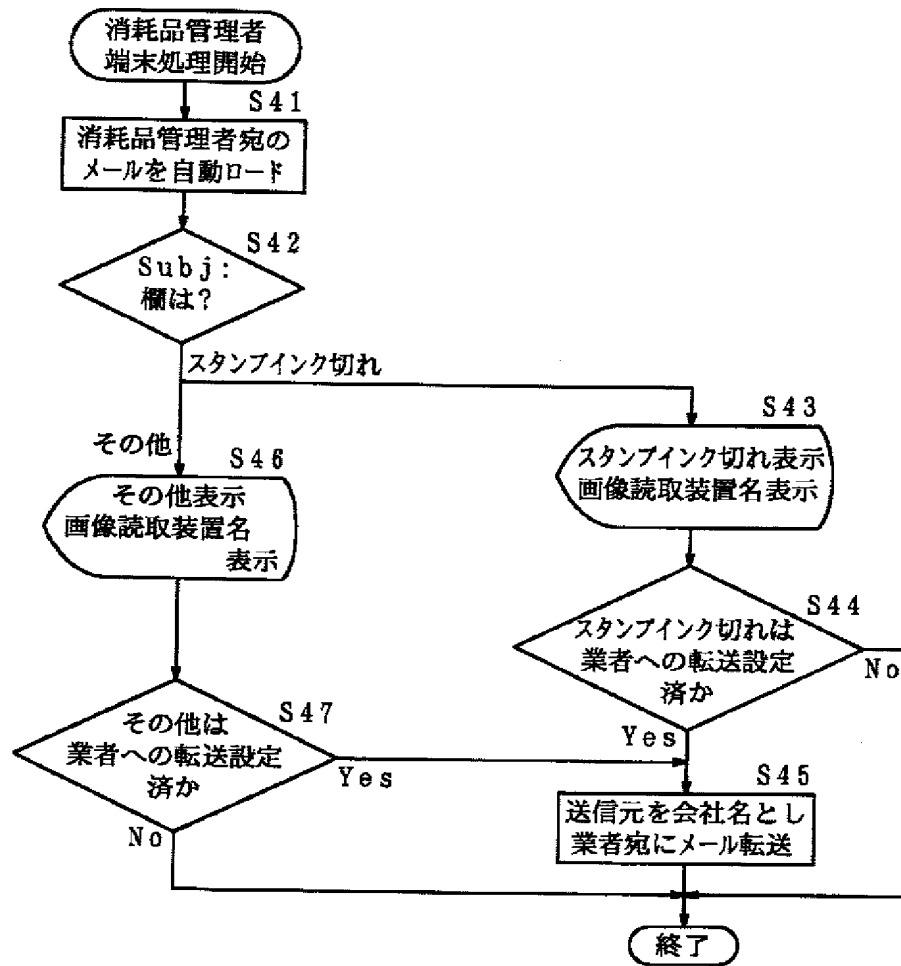 消耗品管理者
端末処理開始
S41
消耗品管理者宛の
メールを自動ロード
S42
Subj:
欄は?
スタンプインク切れ
その他
S43
スタンプインク切れ表示
画像読取装置名表示
S46
その他表示
画像読取装置名
表示
S44
スタンプインク切れは
業者への転送設定
済か
No
Yes
S47
その他は
業者への転送設定
済か
Yes
No
S45
送信元を会社名とし
業者宛にメール転送
終了